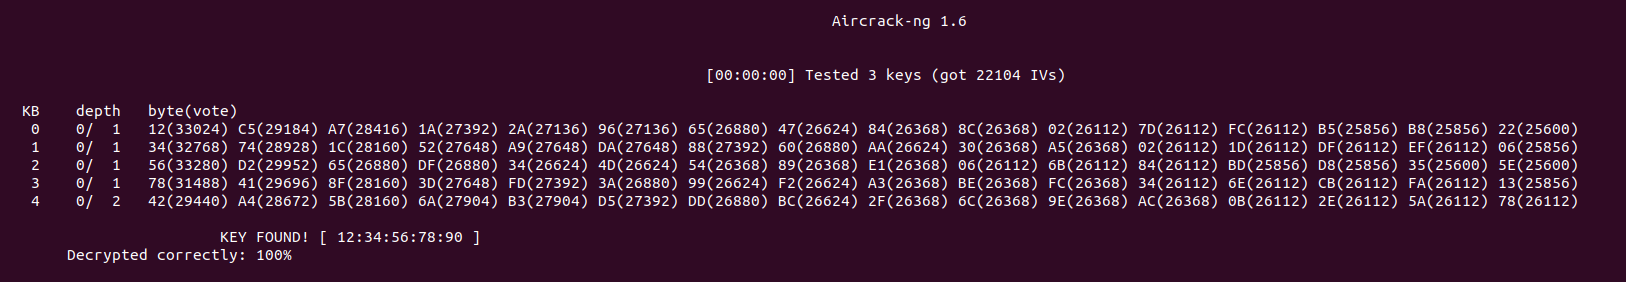 Aircrack-ng 1.6
[00:00:00] Tested 3 keys (got 22104 IVs)
KB    depth   byte(vote)
0    0/  1   12(33024) C5(29184) A7(28416) 1A(27392) 2A(27136) 96(27136) 65(26880) 47(26624) 84(26368) 8C(26368) 02(26112) 7D(26112) FC(26112) B5(25856) B8(25856) 22(25600)
1    0/  1   34(32768) 74(28928) 1C(28160) 52(27648) A9(27648) DA(27648) 88(27392) 60(26880) AA(26624) 30(26368) A5(26368) 02(26112) 1D(26112) DF(26112) EF(26112) 06(25856)
2    0/  1   56(33280) D2(29952) 65(26880) DF(26880) 34(26624) 4D(26624) 54(26368) 89(26368) E1(26368) 06(26112) 6B(26112) 84(26112) BD(25856) D8(25856) 35(25600) 5E(25600)
3    0/  1   78(31488) 41(29696) 8F(28160) 3D(27648) FD(27392) 3A(26880) 99(26624) F2(26624) A3(26368) BE(26368) FC(26368) 34(26112) 6E(26112) CB(26112) FA(26112) 13(25856)
4    0/  2   42(29440) A4(28672) 5B(28160) 6A(27904) B3(27904) D5(27392) DD(26880) BC(26624) 2F(26368) 6C(26368) 9E(26368) AC(26368) 0B(26112) 2E(26112) 5A(26112) 78(26112)
KEY FOUND! [ 12:34:56:78:90 ]
Decrypted correctly: 100%